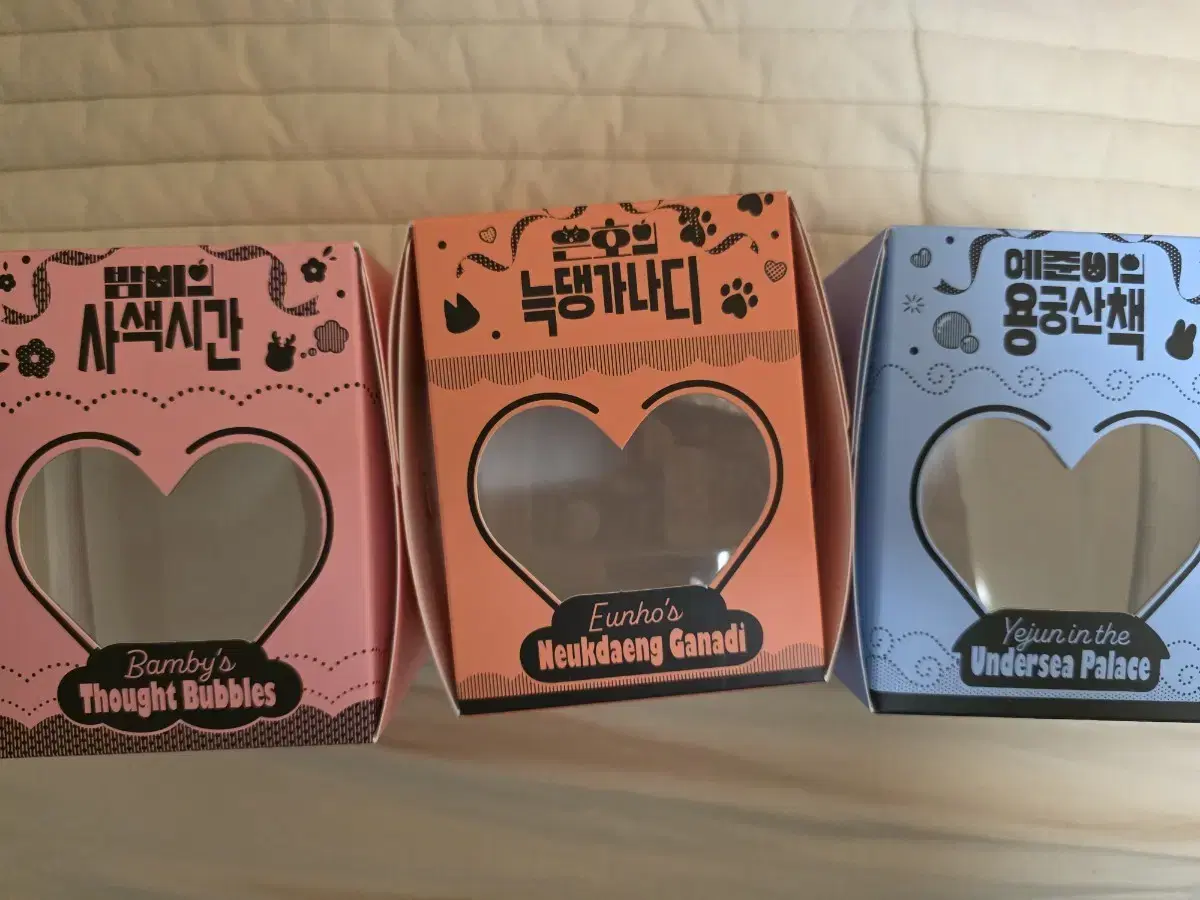 밤비의
사색시간
Bamby's
Thought Bubbles
은호의
늑댕가나디
Eunho's
Neukdaeng Ganadi
예준이의
용궁산책
Yejun in the
Undersea Palace